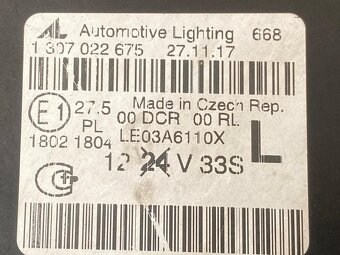 AL Automotive Lighting 668
1 307 022 675 27.11.17
E1 27.5 Made in Czech Rep.
PL 00 DCR 00 RL
1802 1804 LE03A6110X
12 24 V 33S L